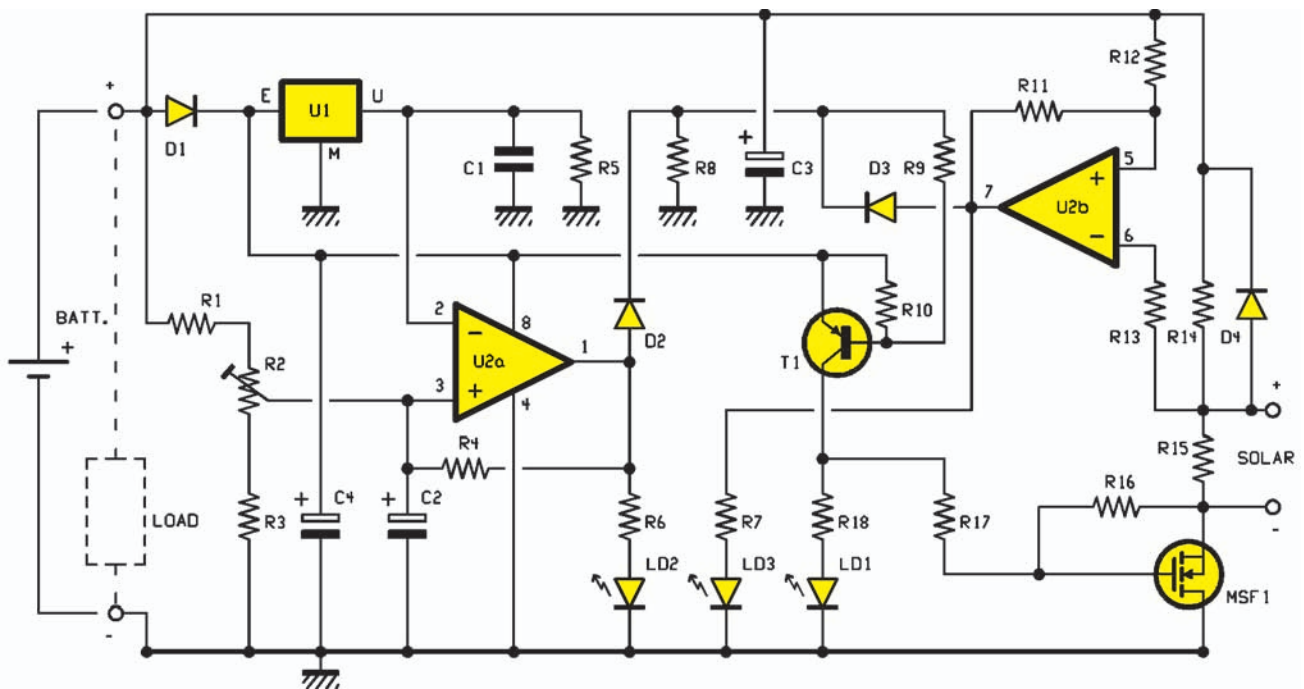 R12
R11
+
E
U1
U
M
D1
C1
R5
R8
+
C3
D3
R9
7
5
+
U2b
-
6
R1
BATT.
+
R2
2
-
8
U2a
1
3
+
4
D2
R10
T1
R13
R14
D4
+
R4
R15
SOLAR
-
LOAD
R3
+
C4
+
C2
R6
R7
R18
R17
R16
LD2
LD3
LD1
MSF1
-